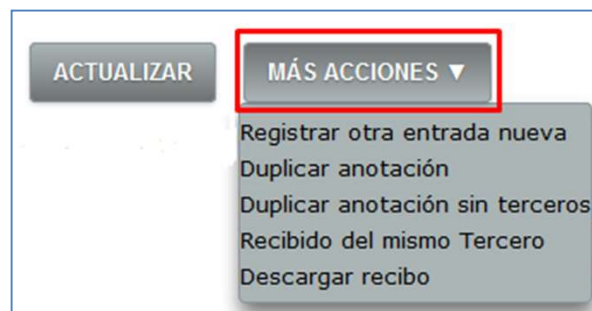 ACTUALIZAR
MÁS ACCIONES ▼
Registrar otra entrada nueva
Duplicar anotación
Duplicar anotación sin terceros
Recibido del mismo Tercero
Descargar recibo